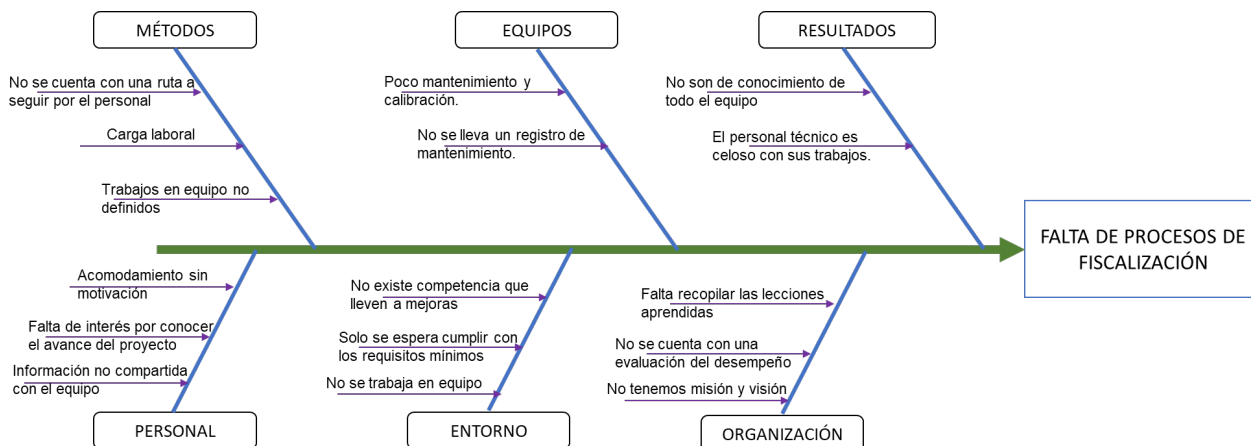 MÉTODOS
EQUIPOS
RESULTADOS
No se cuenta con una ruta a
seguir por el personal
Carga laboral
Trabajos en equipo no
definidos
Poco mantenimiento y
calibración.
No se lleva un registro de
mantenimiento.
No son de conocimiento de
todo el equipo
El personal técnico es
celoso con sus trabajos.
FALTA DE PROCESOS DE
FISCALIZACIÓN
Acomodamiento sin
motivación
Falta de interés por conocer
el avance del proyecto
Información no compartida
con el equipo
No existe competencia que
lleven a mejoras
Solo se espera cumplir con
los requisitos mínimos
No se trabaja en equipo
Falta recopilar las lecciones
aprendidas
No se cuenta con una
evaluación del desempeño
No tenemos misión y visión
PERSONAL
ENTORNO
ORGANIZACIÓN